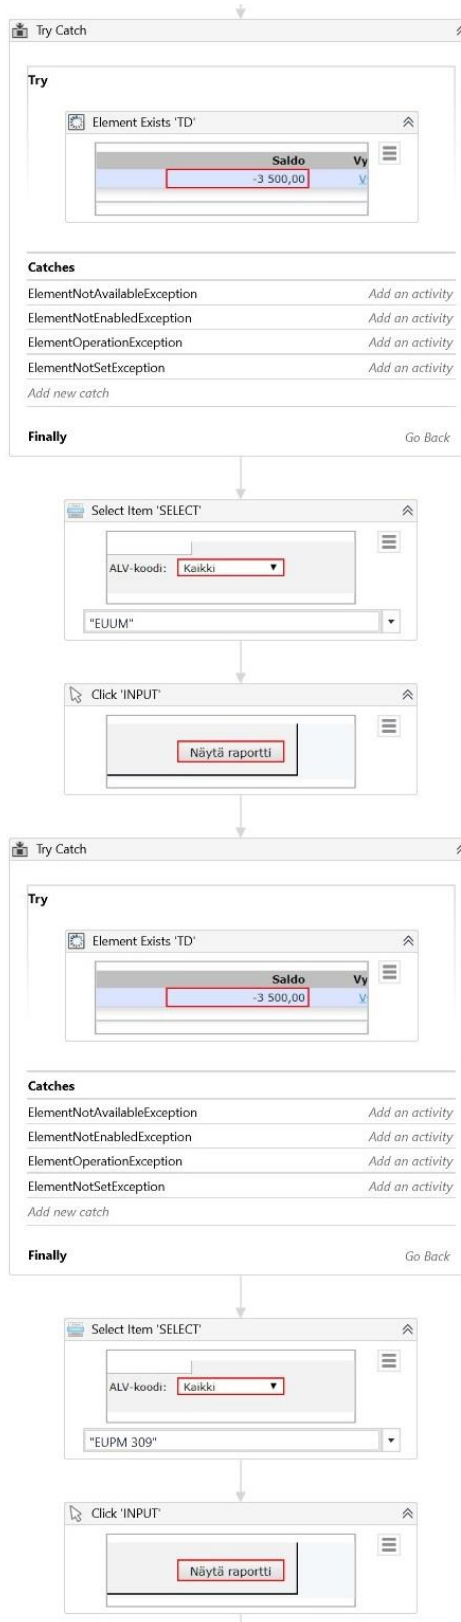 Try Catch
Try
Element Exists 'TD'
Saldo Vy
-3 500,00 V
Catches
ElementNotAvailableException Add an activity
ElementNotEnabledException Add an activity
ElementOperationException Add an activity
ElementNotSetException Add an activity
Add new catch
Finally Go Back
Select Item 'SELECT'
ALV-koodi: Kaikki
"EUUM"
Click 'INPUT'
Näytä raportti
Try Catch
Try
Element Exists 'TD'
Saldo Vy
-3 500,00 V
Catches
ElementNotAvailableException Add an activity
ElementNotEnabledException Add an activity
ElementOperationException Add an activity
ElementNotSetException Add an activity
Add new catch
Finally Go Back
Select Item 'SELECT'
ALV-koodi: Kaikki
"EUPM 309"
Click 'INPUT'
Näytä raportti